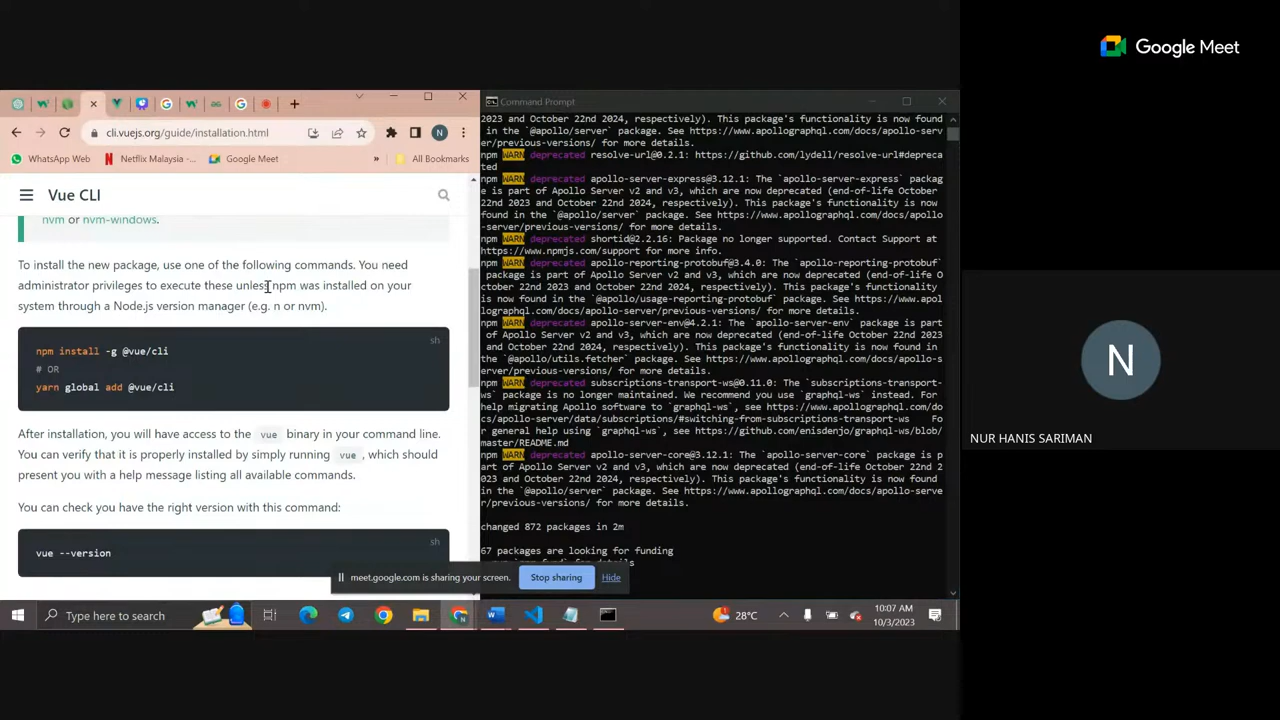 Google Meet
cli.vuejs.org/guide/installation.html
N
WhatsApp Web
Netflix Malaysia -...
Google Meet
»
All Bookmarks
Vue CLI
nvm or nvm-windows.
To install the new package, use one of the following commands. You need
administrator privileges to execute these unless npm was installed on your
system through a Node.js version manager (e.g. n or nvm).
sh
npm install -g @vue/cli
# OR
yarn global add @vue/cli
After installation, you will have access to the vue binary in your command line.
You can verify that it is properly installed by simply running vue , which should
present you with a help message listing all available commands.
You can check you have the right version with this command:
sh
vue --version
Command Prompt
2023 and October 22nd 2024, respectively). This package's functionality is now found
in the `@apollo/server` package. See https://www.apollographql.com/docs/apollo-serv
er/previous-versions/ for more details.
npm WARN deprecated resolve-url@0.2.1: https://github.com/lydell/resolve-url#depreca
ted
npm WARN deprecated apollo-server-express@3.12.1: The `apollo-server-express` packag
e is part of Apollo Server v2 and v3, which are now deprecated (end-of-life October
22nd 2023 and October 22nd 2024, respectively). This package's functionality is now
found in the `@apollo/server` package. See https://www.apollographql.com/docs/apollo
-server/previous-versions/ for more details.
npm WARN deprecated shortid@2.2.16: Package no longer supported. Contact Support at
https://www.npmjs.com/support for more info.
npm WARN deprecated apollo-reporting-protobuf@3.4.0: The `apollo-reporting-protobuf`
package is part of Apollo Server v2 and v3, which are now deprecated (end-of-life O
ctober 22nd 2023 and October 22nd 2024, respectively). This package's functionality
is now found in the `@apollo/usage-reporting-protobuf` package. See https://www.apol
lographql.com/docs/apollo-server/previous-versions/ for more details.
npm WARN deprecated apollo-server-env@4.2.1: The `apollo-server-env` package is part
of Apollo Server v2 and v3, which are now deprecated (end-of-life October 22nd 2023
and October 22nd 2024, respectively). This package's functionality is now found in
the `@apollo/utils.fetcher` package. See https://www.apollographql.com/docs/apollo-s
erver/previous-versions/ for more details.
npm WARN deprecated subscriptions-transport-ws@0.11.0: The `subscriptions-transport-
ws` package is no longer maintained. We recommend you use `graphql-ws` instead. For
help migrating Apollo software to `graphql-ws`, see https://www.apollographql.com/do
cs/apollo-server/data/subscriptions/#switching-from-subscriptions-transport-ws Fo
r general help using `graphql-ws`, see https://github.com/enisdenjo/graphql-ws/blob/
master/README.md
npm WARN deprecated apollo-server-core@3.12.1: The `apollo-server-core` package is p
art of Apollo Server v2 and v3, which are now deprecated (end-of-life October 22nd 2
023 and October 22nd 2024, respectively). This package's functionality is now found
in the `@apollo/server` package. See https://www.apollographql.com/docs/apollo-serve
r/previous-versions/ for more details.
changed 872 packages in 2m
67 packages are looking for funding
meet.google.com is sharing your screen.
Stop sharing
Hide
Type here to search
28°C
10:07 AM
10/3/2023
N
NUR HANIS SARIMAN